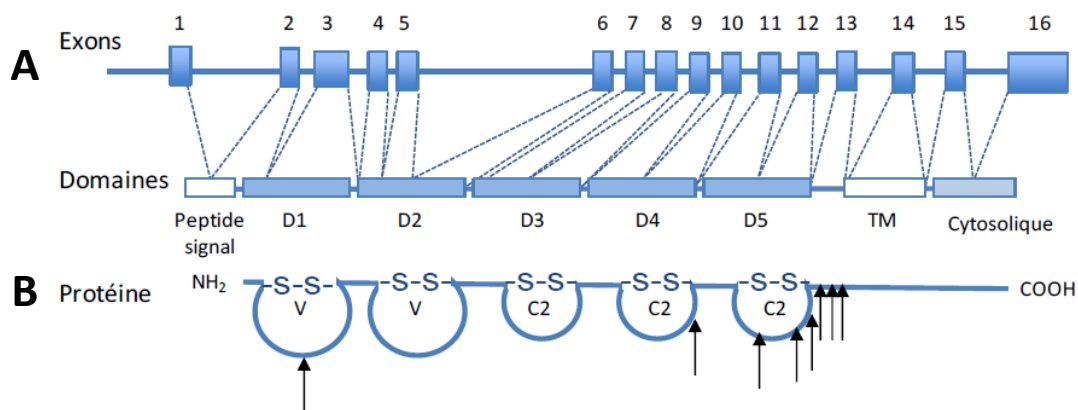 1 2 3 4 5 6 7 8 9 10 11 12 13 14 15 16
Exons
A
Domaines
Peptide signal
D1 D2 D3 D4 D5 TM Cytosolique
B
Protéine
NH2
-S-S- -S-S- -S-S- -S-S- -S-S-
COOH
V V C2 C2 C2